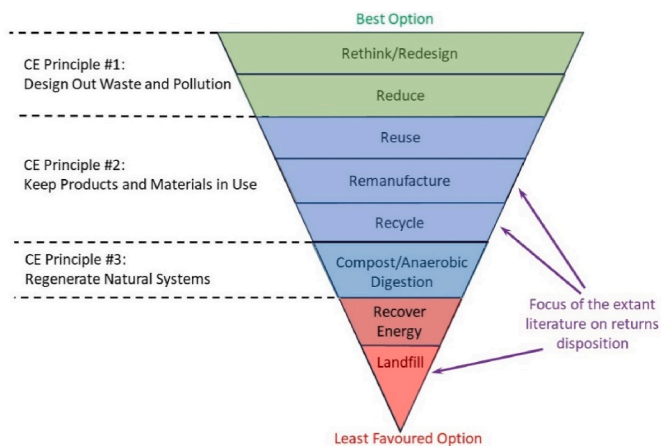 Best Option
CE Principle #1:
Design Out Waste and Pollution
Rethink/Redesign
Reduce
CE Principle #2:
Keep Products and Materials in Use
Reuse
Remanufacture
Recycle
CE Principle #3:
Regenerate Natural Systems
Compost/Anaerobic
Digestion
Recover
Energy
Landfill
Focus of the extant
literature on returns
disposition
Least Favoured Option